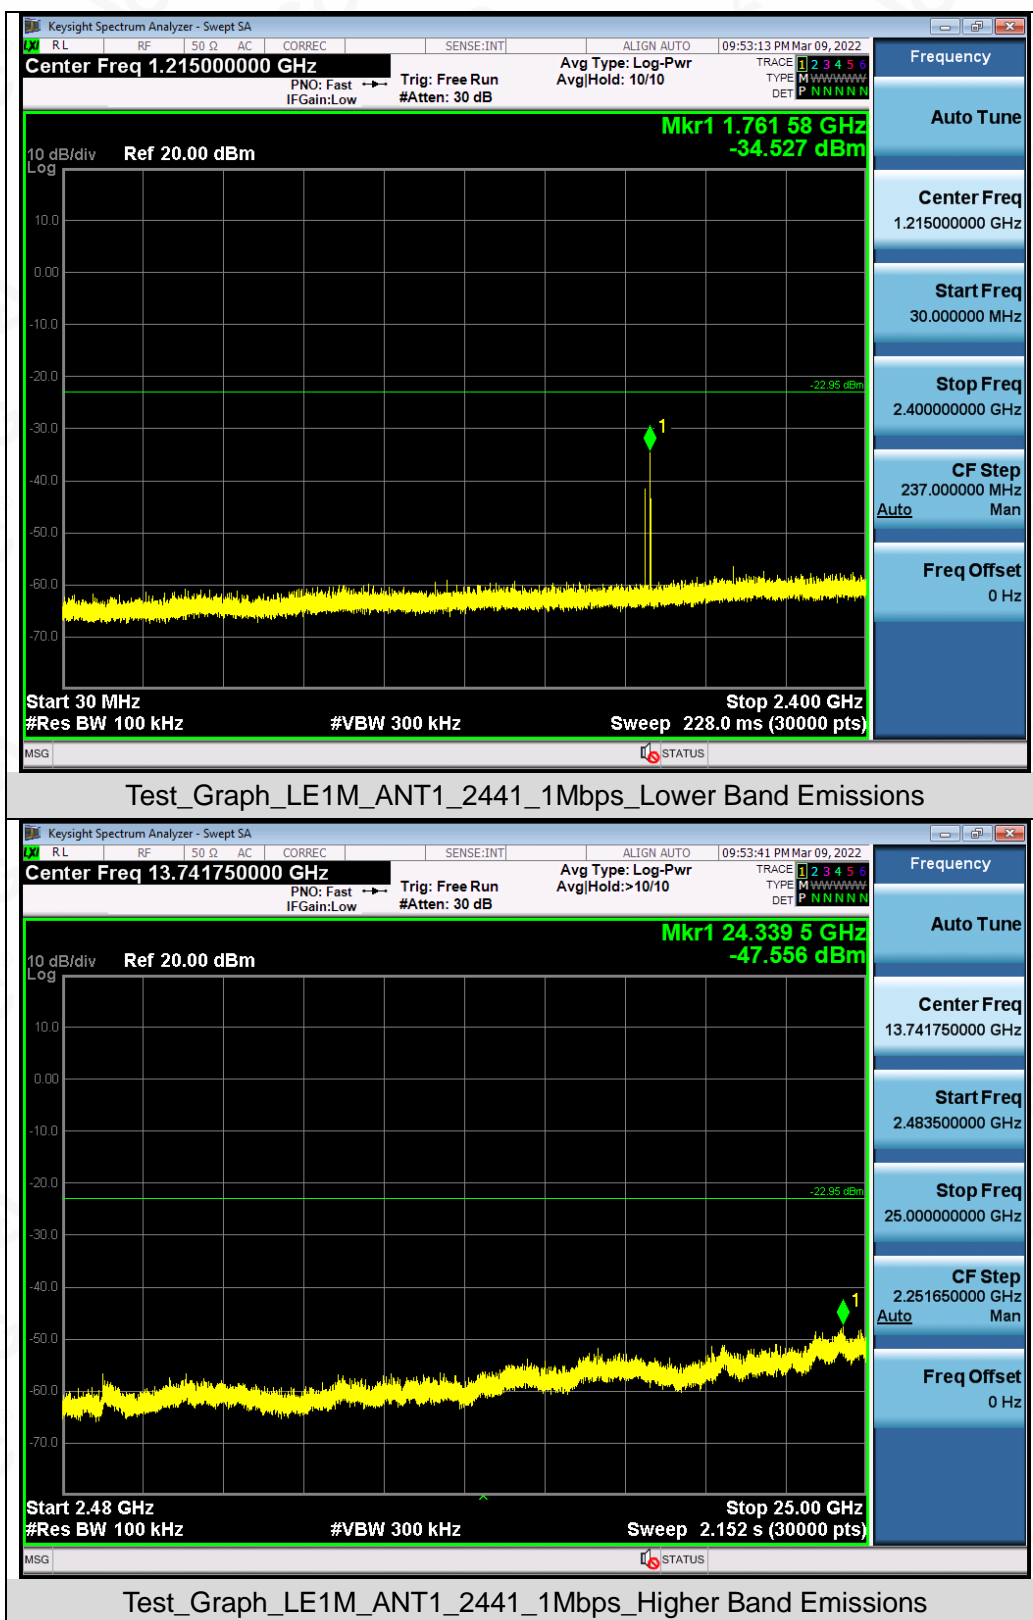 Keysight Spectrum Analyzer - Swept SA
LXI RL RF 50 Ω AC CORREC SENSE:INT ALIGN AUTO 09:53:13 PM Mar 09, 2022
Center Freq 1.215000000 GHz
PNO: Fast
IFGain:Low
Trig: Free Run
#Atten: 30 dB
Avg Type: Log-Pwr
Avg|Hold: 10/10
TRACE 1 2 3 4 5 6
TYPE M WWWWW
DET P N N N N N
Mkr1 1.761 58 GHz
-34.527 dBm
10 dB/div Ref 20.00 dBm
Log
10.0
0.00
-10.0
-20.0
-22.95 dBm
-30.0
1
-40.0
-50.0
-60.0
-70.0
Start 30 MHz Stop 2.400 GHz
#Res BW 100 kHz #VBW 300 kHz Sweep 228.0 ms (30000 pts)
MSG STATUS
Frequency
Auto Tune
Center Freq
1.215000000 GHz
Start Freq
30.000000 MHz
Stop Freq
2.400000000 GHz
CF Step
237.000000 MHz
Auto Man
Freq Offset
0 Hz
Test_Graph_LE1M_ANT1_2441_1Mbps_Lower Band Emissions
Keysight Spectrum Analyzer - Swept SA
LXI RL RF 50 Ω AC CORREC SENSE:INT ALIGN AUTO 09:53:41 PM Mar 09, 2022
Center Freq 13.741750000 GHz
PNO: Fast
IFGain:Low
Trig: Free Run
#Atten: 30 dB
Avg Type: Log-Pwr
Avg|Hold:>10/10
TRACE 1 2 3 4 5 6
TYPE M WWWWW
DET P N N N N N
Mkr1 24.339 5 GHz
-47.556 dBm
10 dB/div Ref 20.00 dBm
Log
10.0
0.00
-10.0
-20.0
-22.95 dBm
-30.0
-40.0
1
-50.0
-60.0
-70.0
Start 2.48 GHz Stop 25.00 GHz
#Res BW 100 kHz #VBW 300 kHz Sweep 2.152 s (30000 pts)
MSG STATUS
Frequency
Auto Tune
Center Freq
13.741750000 GHz
Start Freq
2.483500000 GHz
Stop Freq
25.000000000 GHz
CF Step
2.251650000 GHz
Auto Man
Freq Offset
0 Hz
Test_Graph_LE1M_ANT1_2441_1Mbps_Higher Band Emissions